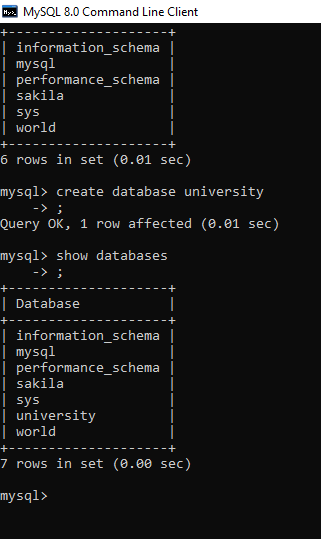 MySQL 8.0 Command Line Client
+--------------------+
| information_schema |
| mysql              |
| performance_schema |
| sakila             |
| sys                |
| world              |
+--------------------+
6 rows in set (0.01 sec)
mysql> create database university
    -> ;
Query OK, 1 row affected (0.01 sec)
mysql> show databases
    -> ;
+--------------------+
| Database           |
+--------------------+
| information_schema |
| mysql              |
| performance_schema |
| sakila             |
| sys                |
| university         |
| world              |
+--------------------+
7 rows in set (0.00 sec)
mysql>